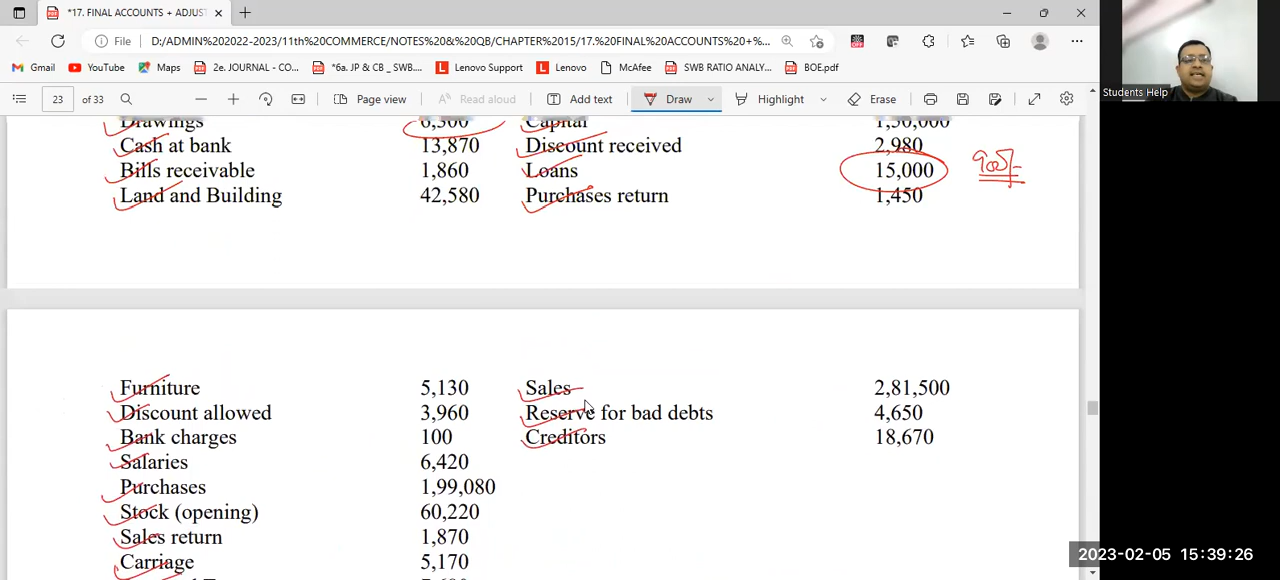 *17. FINAL ACCOUNTS + ADJUST
File D:/ADMIN%202022-2023/11th%20COMMERCE/NOTES%20&%20QB/CHAPTER%2015/17.%20FINAL%20ACCOUNTS%20+%...
Gmail YouTube Maps 2e. JOURNAL - CO... *6a. JP & CB _ SWB.... Lenovo Support Lenovo McAfee SWB RATIO ANALY... BOE.pdf
23 of 33 Page view Read aloud Add text Draw Highlight Erase
Students Help
Drawings 6,300 Capital 1,50,000
Cash at bank 13,870 Discount received 2,980
Bills receivable 1,860 Loans 15,000 900/-
Land and Building 42,580 Purchases return 1,450
Furniture 5,130 Sales 2,81,500
Discount allowed 3,960 Reserve for bad debts 4,650
Bank charges 100 Creditors 18,670
Salaries 6,420
Purchases 1,99,080
Stock (opening) 60,220
Sales return 1,870
Carriage 5,170
2023-02-05 15:39:26